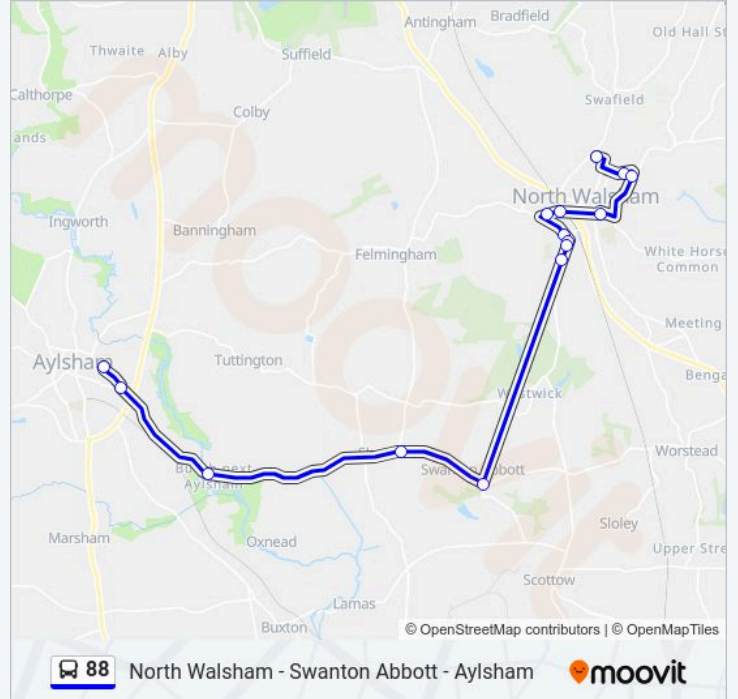 Bradfield
Antingham
Old Hall St
Thwaite
Alby
Suffield
Calthorpe
Swafield
Colby
ands
North Walsham
Ingworth
Banningham
White Horse
Common
Felmingham
Meeting
Aylsham
Tuttington
Benga
Westwick
Worstead
Swanton Abbott
Burgh next
Aylsham
Sloley
Marsham
Oxnead
Upper Stre
Scottow
Lamas
Buxton
© OpenStreetMap contributors | © OpenMapTiles
88 North Walsham - Swanton Abbott - Aylsham
moovit